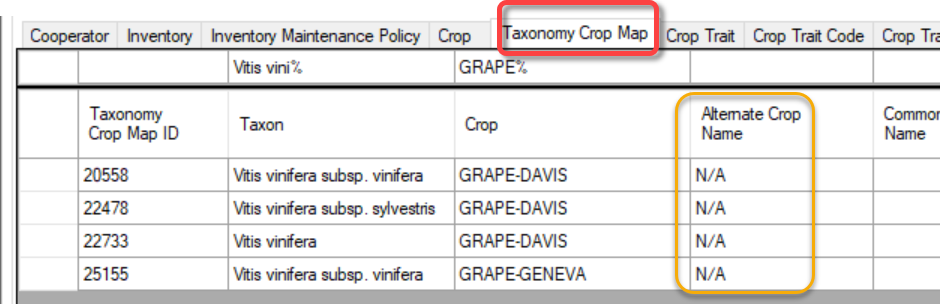 Cooperator Inventory Inventory Maintenance Policy Crop Taxonomy Crop Map Crop Trait Crop Trait Code Crop Tra
Vitis vini% GRAPE%
Taxonomy Crop Map ID Taxon Crop Alternate Crop Name Common Name
20558 Vitis vinifera subsp. vinifera GRAPE-DAVIS N/A
22478 Vitis vinifera subsp. sylvestris GRAPE-DAVIS N/A
22733 Vitis vinifera GRAPE-DAVIS N/A
25155 Vitis vinifera subsp. vinifera GRAPE-GENEVA N/A